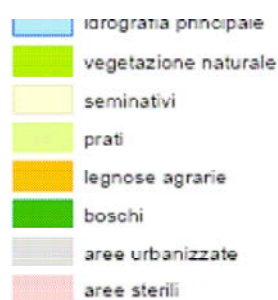 idrografia principale
vegetazione naturale
seminativi
prati
legnose agrarie
boschi
aree urbanizzate
aree sterili